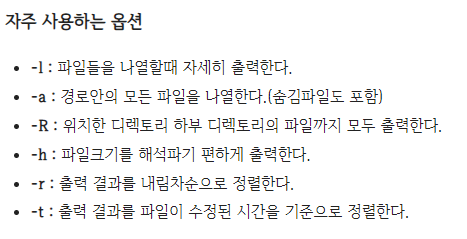 자주 사용하는 옵션
-l : 파일들을 나열할때 자세히 출력한다.
-a : 경로안의 모든 파일을 나열한다.(숨김파일도 포함)
-R : 위치한 디렉토리 하부 디렉토리의 파일까지 모두 출력한다.
-h : 파일크기를 해석파기 편하게 출력한다.
-r : 출력 결과를 내림차순으로 정렬한다.
-t : 출력 결과를 파일이 수정된 시간을 기준으로 정렬한다.